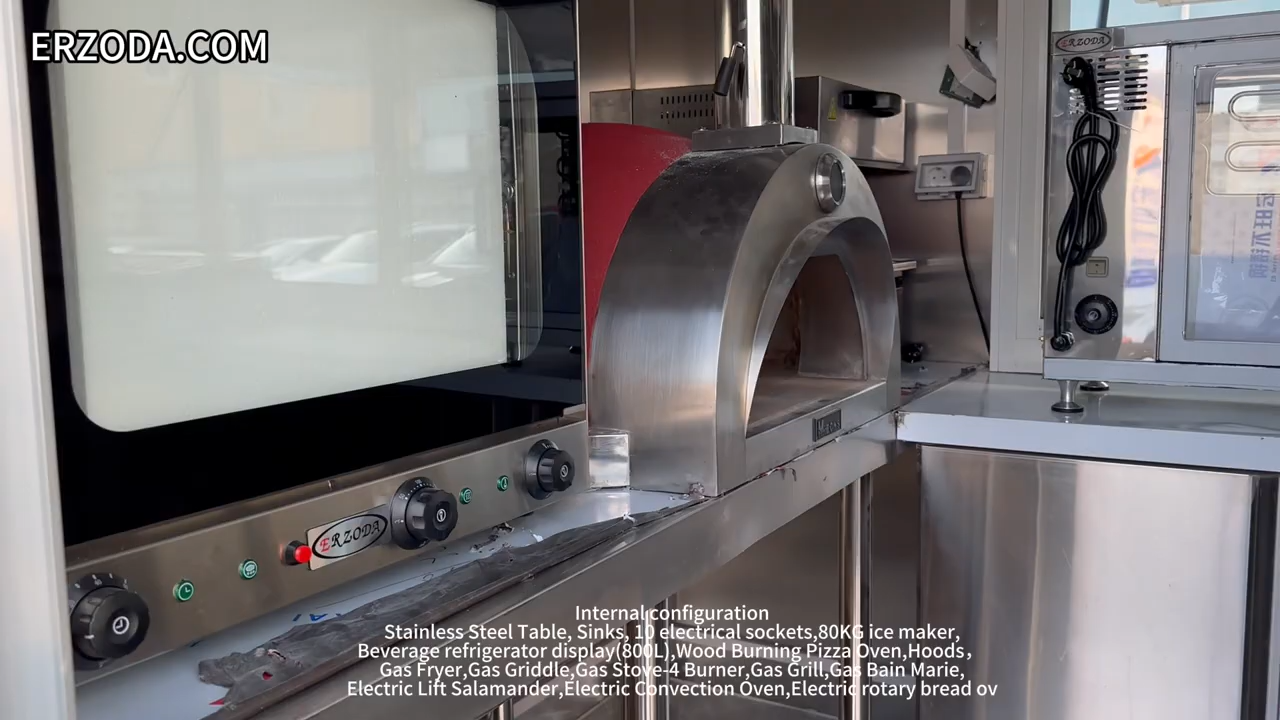 ERZODA.COM
ERZODA
ERZODA
Internal configuration
Stainless Steel Table, Sinks, 10 electrical sockets,80KG ice maker,
Beverage refrigerator display(800L),Wood Burning Pizza Oven,Hoods,
Gas Fryer,Gas Griddle,Gas Stove-4 Burner,Gas Grill,Gas Bain Marie,
Electric Lift Salamander,Electric Convection Oven,Electric rotary bread ov